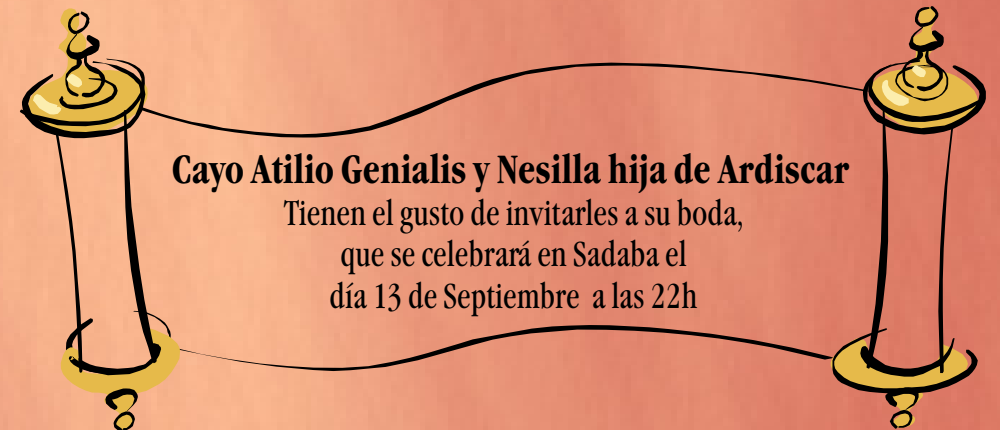 Cayo Atilio Genialis y Nesilla hija de Ardiscar
Tienen el gusto de invitarles a su boda,
que se celebrará en Sadaba el
día 13 de Septiembre a las 22h